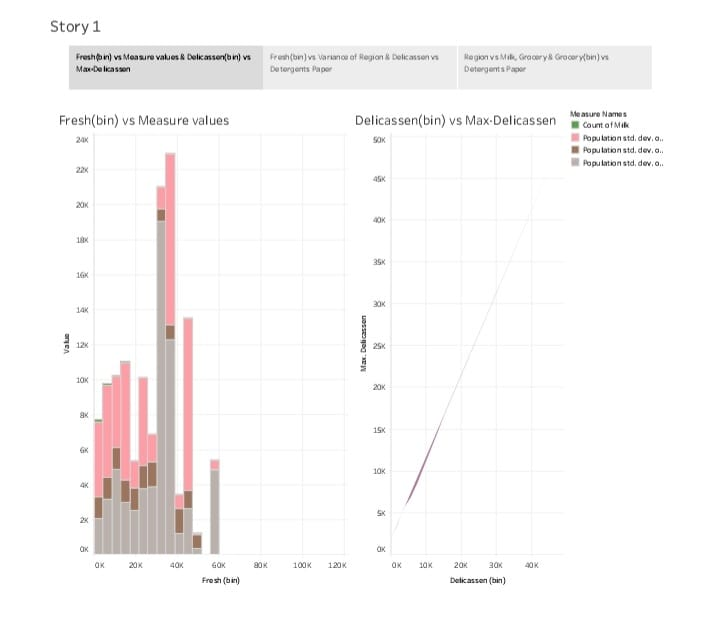 Story 1
Fresh(bin) vs Measure values & Delicassen(bin) vs
Max-Delicassen
Fresh(bin) vs Variance of Region & Delicassen vs
Detergents Paper
Region vs Milk, Grocery & Grocery(bin) vs
Detergents Paper
Fresh(bin) vs Measure values
24K
22K
20K
18K
16K
14K
12K
10K
8K
6K
4K
2K
0K
Value
0K 20K 40K 60K 80K 100K 120K
Fresh (bin)
Delicassen(bin) vs Max-Delicassen
50K
45K
40K
35K
30K
25K
20K
15K
10K
5K
0K
Max. Delicassen
0K 10K 20K 30K 40K
Delicassen (bin)
Measure Names
Count of Milk
Population std. dev. o..
Population std. dev. o..
Population std. dev. o..